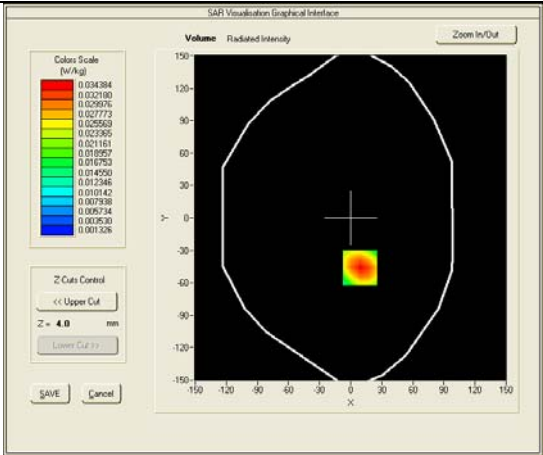 SAR Visualisation Graphical Interface
Volume Radiated Intensity
Zoom In/Out
Colors Scale
(W/kg)
0.034384
0.032180
0.029976
0.027773
0.025569
0.023365
0.021161
0.018957
0.016753
0.014550
0.012346
0.010142
0.007938
0.005734
0.003530
0.001326
Z Cuts Control
<< Upper Cut
Z = 4.0 mm
Lower Cut >>
SAVE
Cancel
150
120
90
60
30
0
-30
-60
-90
-120
-150
Y
-150 -120 -90 -60 -30 0 30 60 90 120 150
X